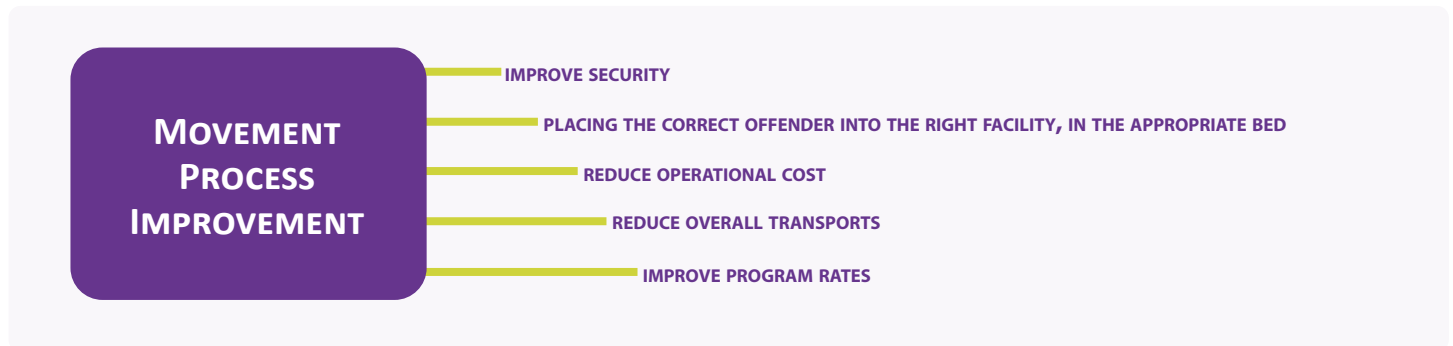 MOVEMENT
PROCESS
IMPROVEMENT
IMPROVE SECURITY
PLACING THE CORRECT OFFENDER INTO THE RIGHT FACILITY, IN THE APPROPRIATE BED
REDUCE OPERATIONAL COST
REDUCE OVERALL TRANSPORTS
IMPROVE PROGRAM RATES